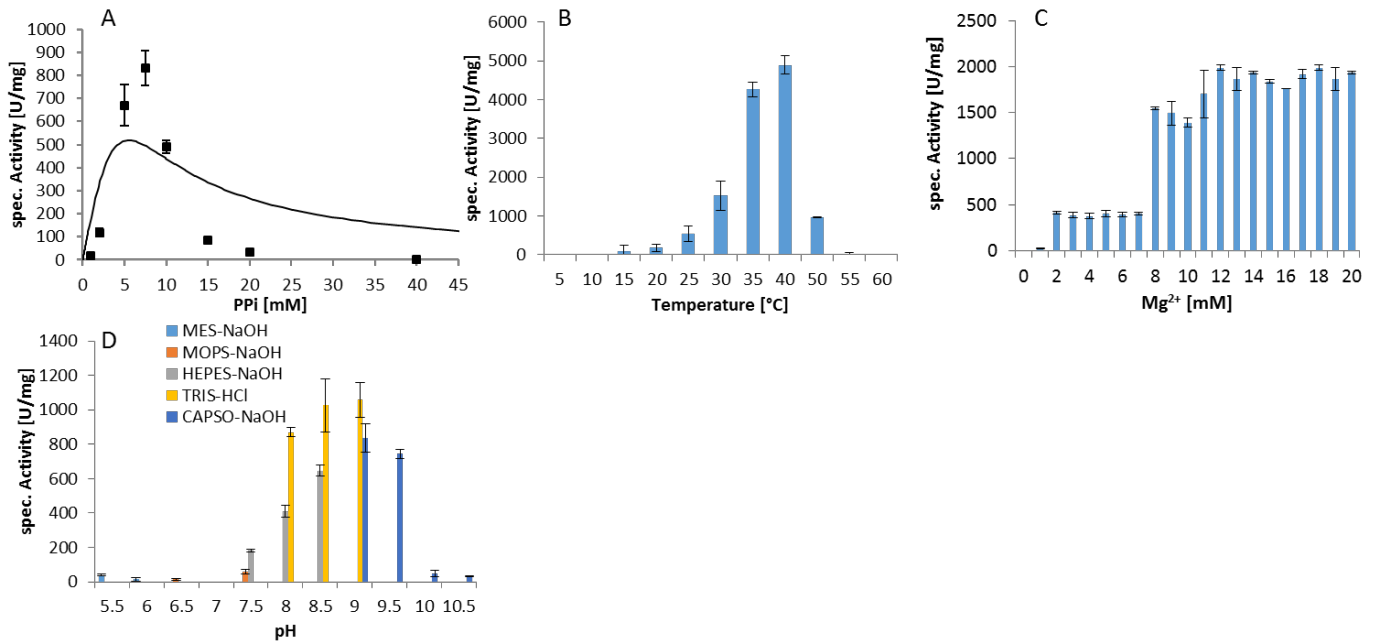 A
spec. Activity [U/mg]
1000
900
800
700
600
500
400
300
200
100
0
0 5 10 15 20 25 30 35 40 45
PPi [mM]
B
spec. Activity [U/mg]
6000
5000
4000
3000
2000
1000
0
5 10 15 20 25 30 35 40 50 55 60
Temperature [°C]
C
spec. Activity [U/mg]
2500
2000
1500
1000
500
0
0 2 4 6 8 10 12 14 16 18 20
Mg²⁺ [mM]
D
MES-NaOH
MOPS-NaOH
HEPES-NaOH
TRIS-HCl
CAPSO-NaOH
spec. Activity [U/mg]
1400
1200
1000
800
600
400
200
0
5.5 6 6.5 7 7.5 8 8.5 9 9.5 10 10.5
pH